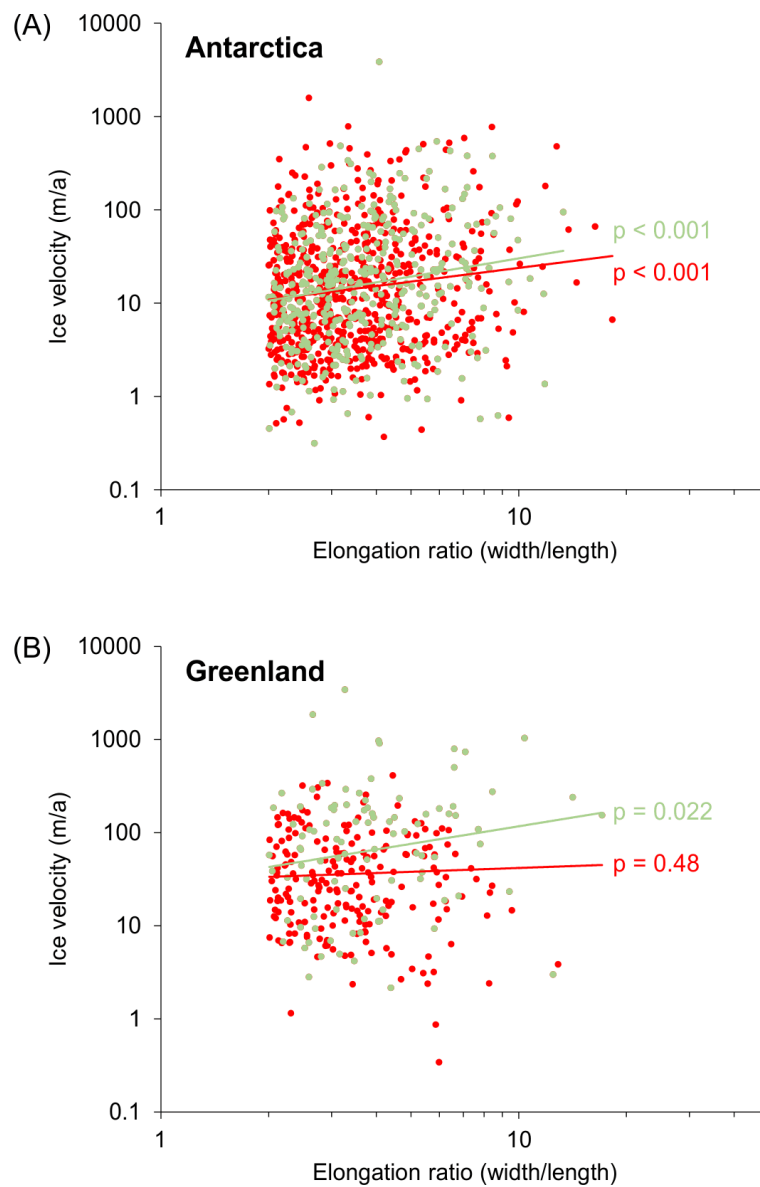 (A)
Antarctica
10000
1000
100
10
1
0.1
Ice velocity (m/a)
p < 0.001
p < 0.001
1
10
Elongation ratio (width/length)
(B)
Greenland
10000
1000
100
10
1
0.1
Ice velocity (m/a)
p = 0.022
p = 0.48
1
10
Elongation ratio (width/length)